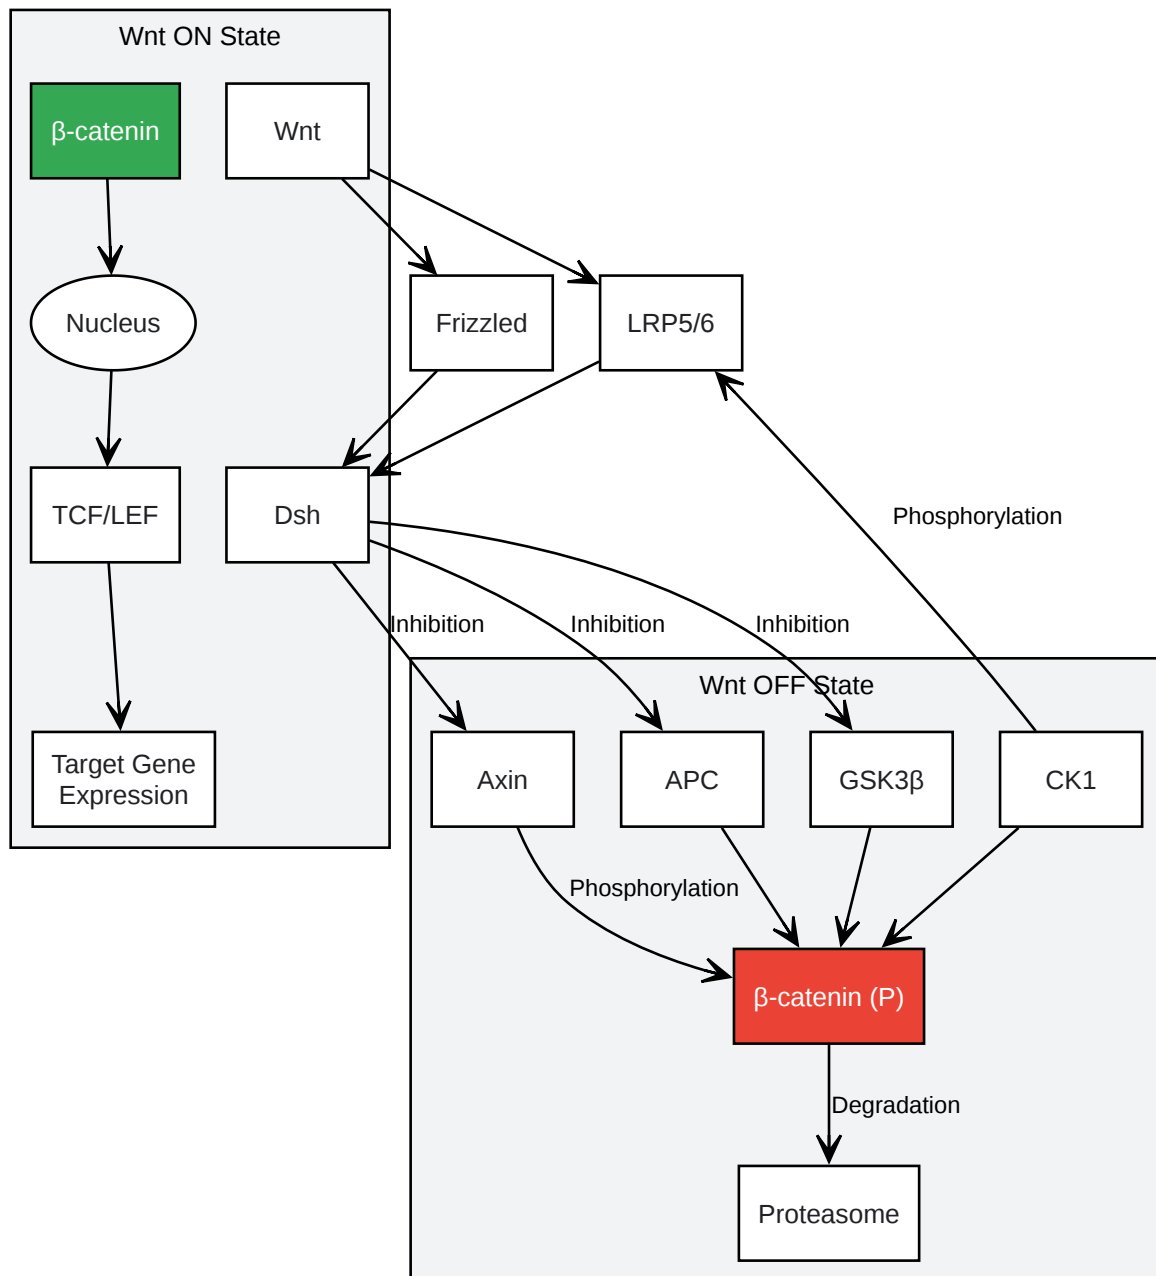 Wnt ON State
β-catenin
Wnt
Nucleus
Frizzled
LRP5/6
TCF/LEF
Dsh
Phosphorylation
Inhibition
Inhibition
Inhibition
Wnt OFF State
Target Gene
Expression
Axin
APC
GSK3β
CK1
Phosphorylation
β-catenin (P)
Degradation
Proteasome